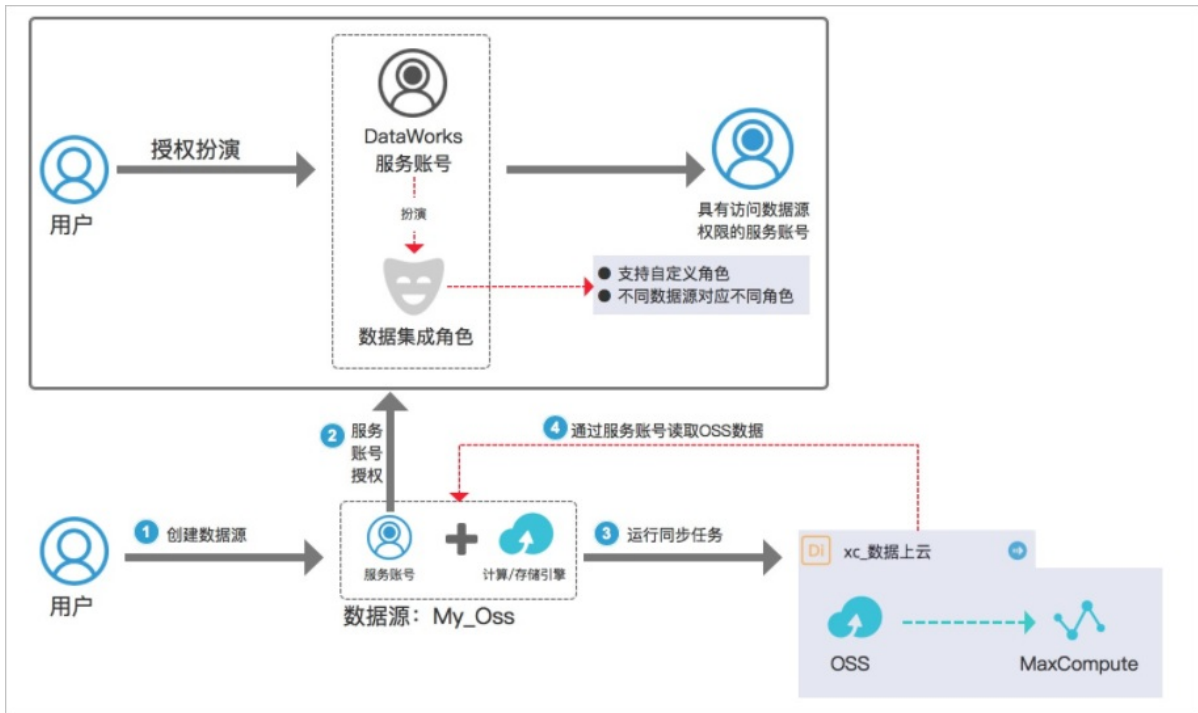 授权扮演
用户
DataWorks
服务账号
扮演
数据集成角色
具有访问数据源
权限的服务账号
● 支持自定义角色
● 不同数据源对应不同角色
2 服务
账号
授权
4 通过服务账号读取OSS数据
用户
1 创建数据源
服务账号
计算/存储引擎
数据源：My_Oss
3 运行同步任务
Di xc_数据上云
OSS
MaxCompute